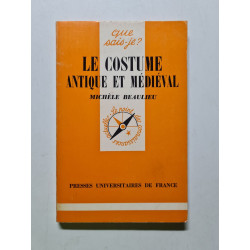 que
sais-je?
LE COSTUME
ANTIQUE ET MÉDIÉVAL
MICHÈLE BEAULIEU
PRESSES UNIVERSITAIRES DE FRANCE